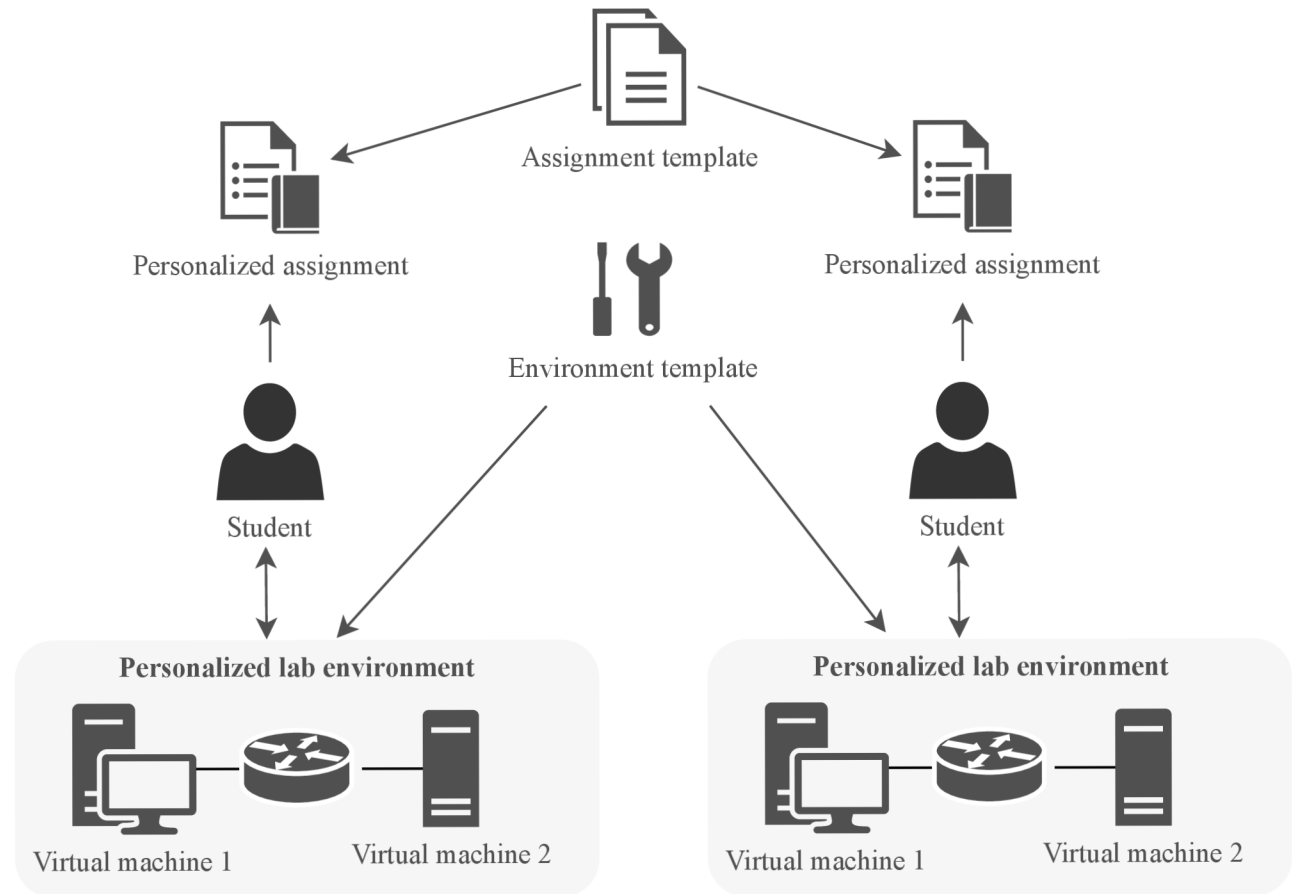 Assignment template
Personalized assignment
Personalized assignment
Environment template
Student
Student
Personalized lab environment
Personalized lab environment
Virtual machine 1
Virtual machine 2
Virtual machine 1
Virtual machine 2